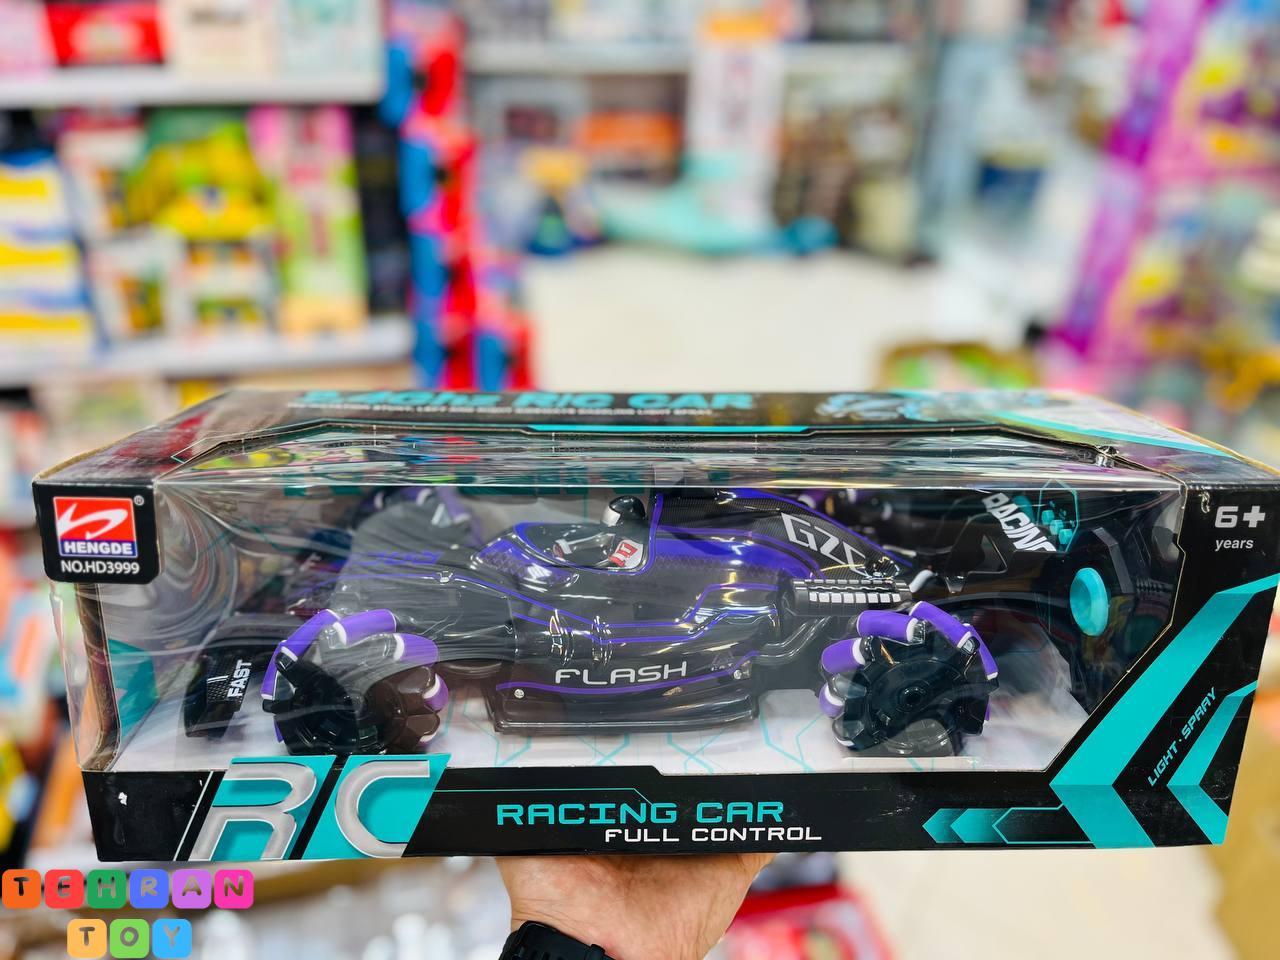 2.4Ghz R/C CAR
HENGDE
®
NO.HD3999
6+
years
RACING
GZC
17
FAST
FLASH
LIGHT · SPRAY
RC
RACING CAR
FULL CONTROL
TEHRAN
TOY